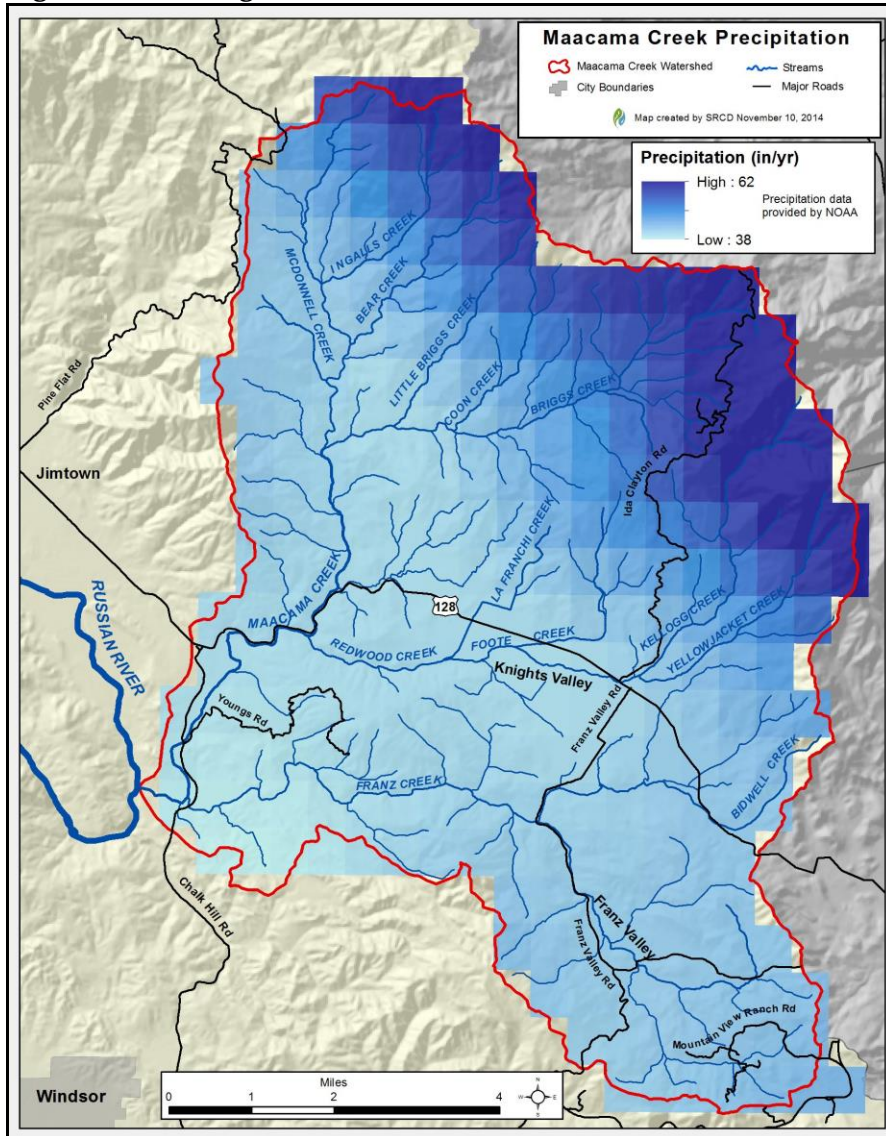 Maacama Creek Precipitation
Maacama Creek Watershed
Streams
City Boundaries
Major Roads
Map created by SRCD November 10, 2014
Precipitation (in/yr)
High : 62
Precipitation data
provided by NOAA
Low : 38
INGALLS CREEK
MCDONNELL CREEK
BEAR CREEK
LITTLE BRIGGS CREEK
COON CREEK
BRIGGS CREEK
Pine Flat Rd
Jimtown
Ida Clayton Rd
LA FRANCHI CREEK
MAACAMA CREEK
128
RUSSIAN RIVER
REDWOOD CREEK
FOOTE CREEK
KELLOGG CREEK
YELLOWJACKET CREEK
Knights Valley
Youngs Rd
Franz Valley Rd
FRANZ CREEK
BIDWELL CREEK
Chalk Hill Rd
Franz Valley
Franz Valley Rd
Mountain View Ranch Rd
Windsor
Miles
0 1 2 4
N
W E
S